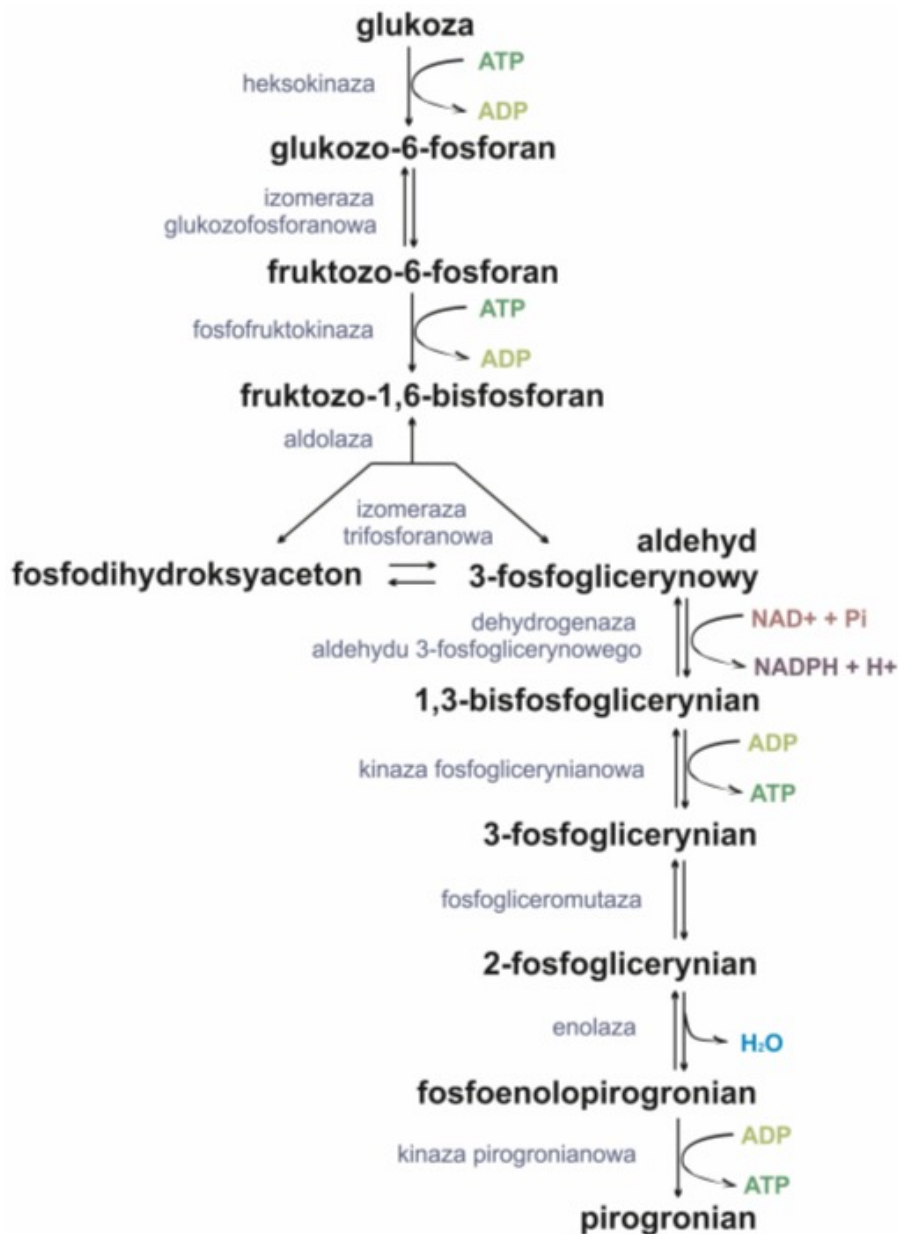 glukoza
heksokinaza
ATP
ADP
glukozo-6-fosforan
izomeraza
glukozofosforanowa
fruktozo-6-fosforan
fosfofruktokinaza
ATP
ADP
fruktozo-1,6-bisfosforan
aldolaza
izomeraza
trifosforanowa
fosfodihydroksyaceton
aldehyd
3-fosfoglicerynowy
dehydrogenaza
aldehydu 3-fosfoglicerynowego
NAD+ + Pi
NADPH + H+
1,3-bisfosfoglicerynian
kinaza fosfoglicerynianowa
ADP
ATP
3-fosfoglicerynian
fosfogliceromutaza
2-fosfoglicerynian
enolaza
H₂O
fosfoenolopirogronian
kinaza pirogronianowa
ADP
ATP
pirogronian